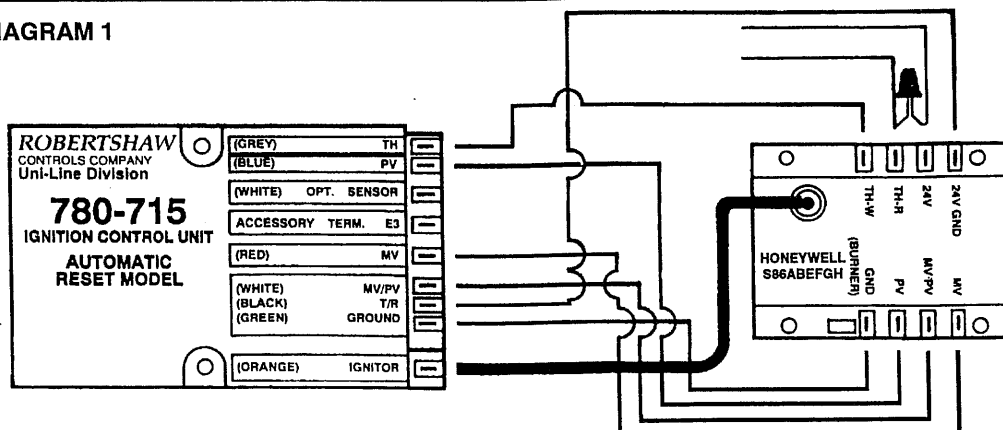 IAGRAM 1
ROBERTSHAW
CONTROLS COMPANY
Uni-Line Division
780-715
IGNITION CONTROL UNIT
AUTOMATIC
RESET MODEL
(GREY) TH
(BLUE) PV
(WHITE) OPT. SENSOR
ACCESSORY TERM. E3
(RED) MV
(WHITE) MV/PV
(BLACK) T/R
(GREEN) GROUND
(ORANGE) IGNITOR
TH-W
TH-R
24V
24V GND
HONEYWELL
S86ABEFGH
(BURNER)
GND
PV
MV/PV
MV